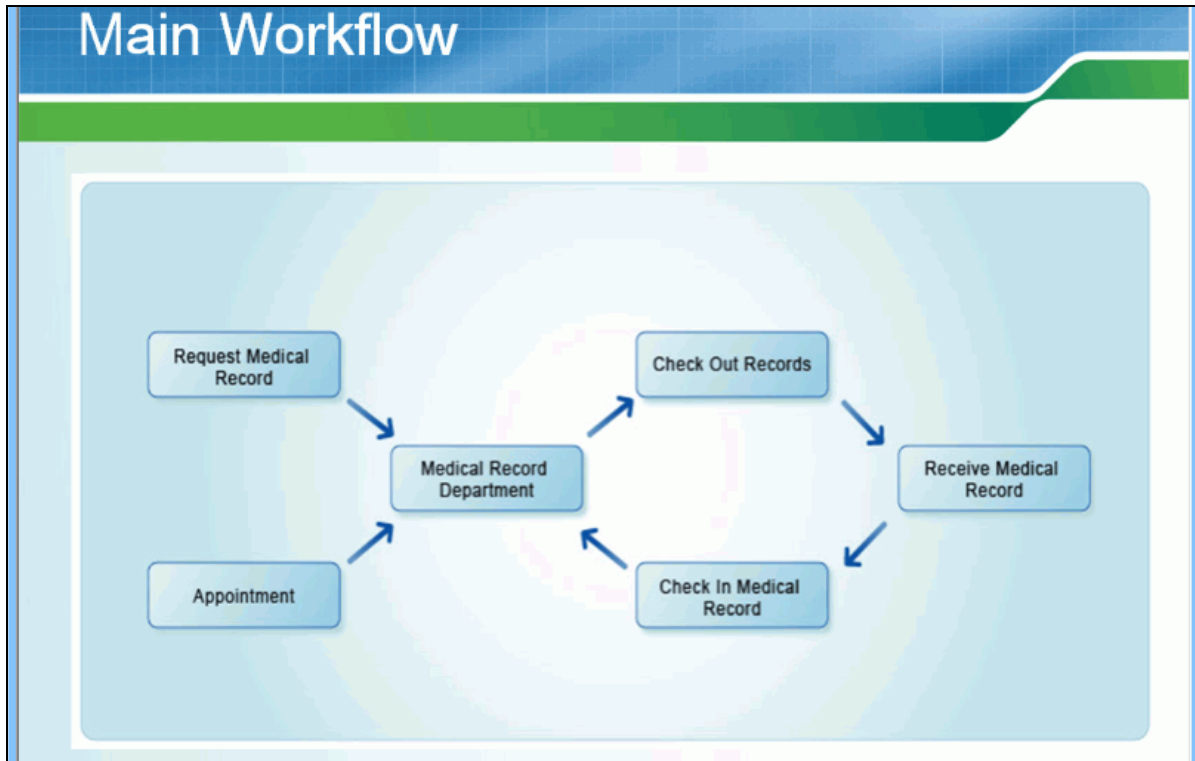 Main Workflow
Request Medical
Record
Check Out Records
Medical Record
Department
Receive Medical
Record
Appointment
Check In Medical
Record